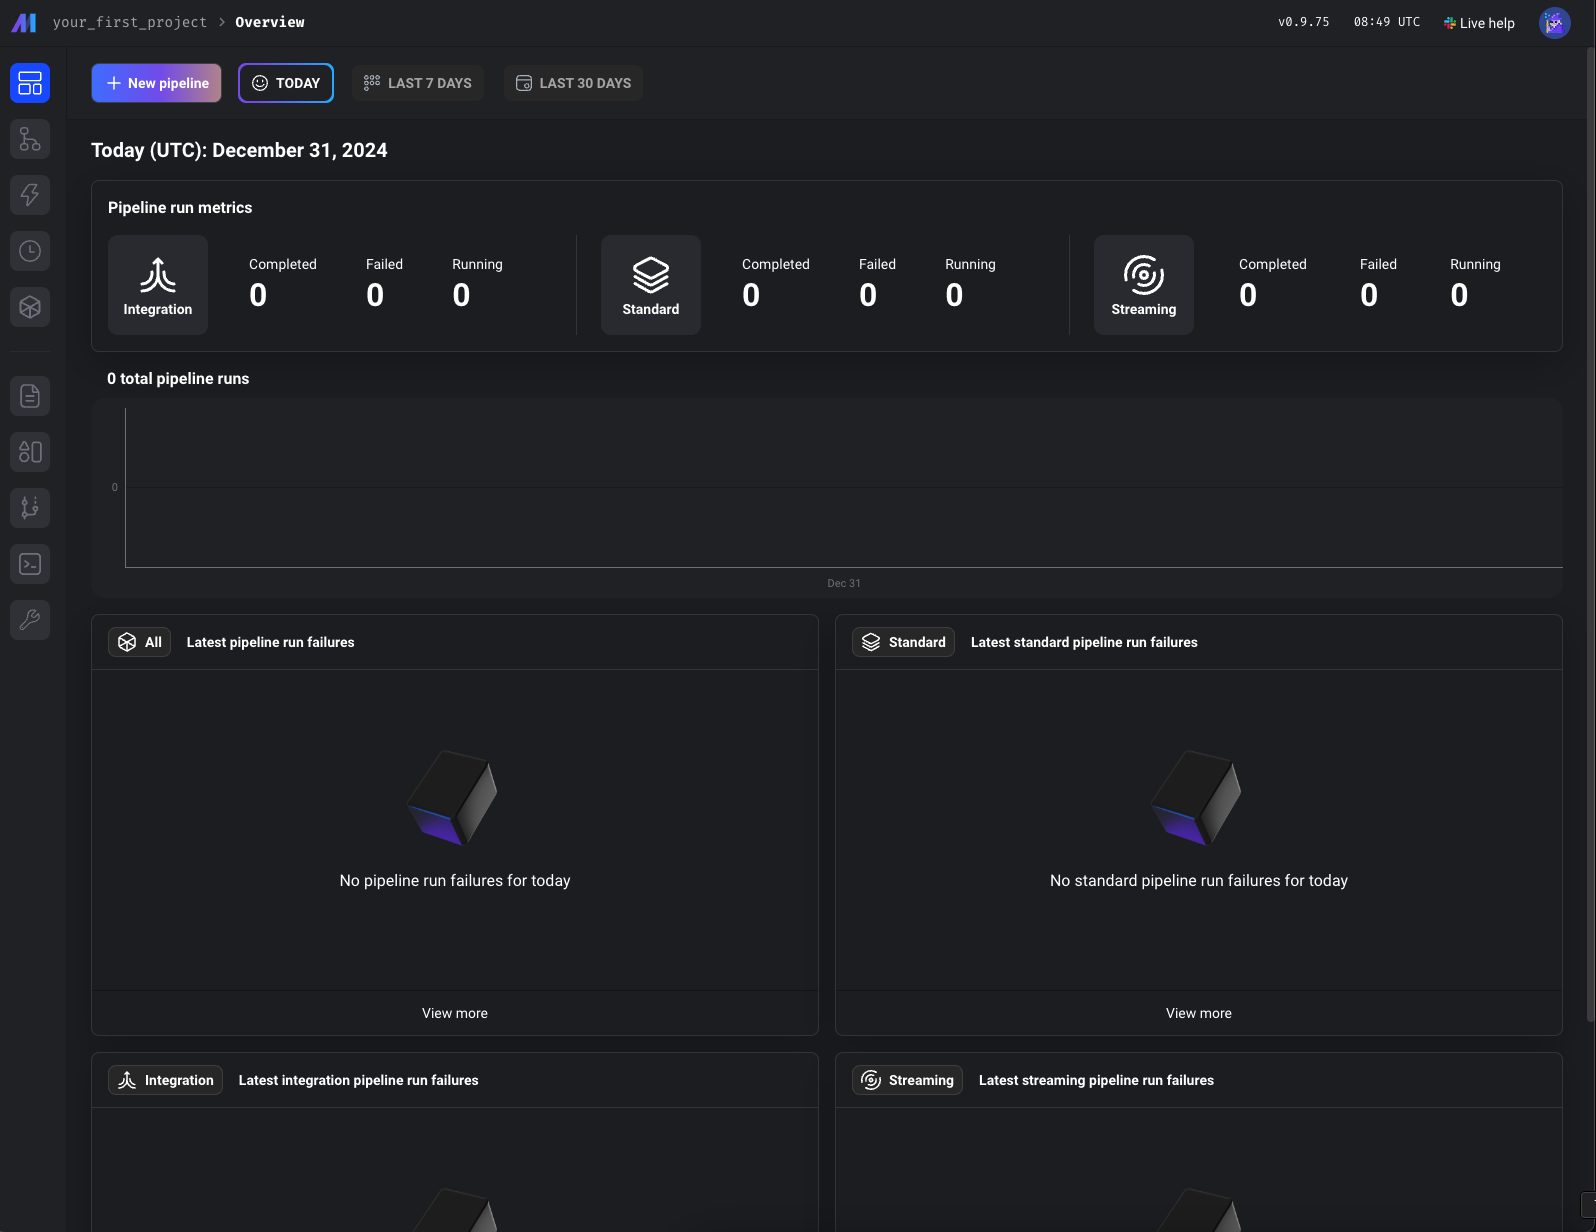 your_first_project > Overview
v0.9.75 08:49 UTC Live help
New pipeline TODAY LAST 7 DAYS LAST 30 DAYS
Today (UTC): December 31, 2024
Pipeline run metrics
Integration
Completed Failed Running
0 0 0
Standard
Completed Failed Running
0 0 0
Streaming
Completed Failed Running
0 0 0
0 total pipeline runs
0
Dec 31
All Latest pipeline run failures
No pipeline run failures for today
View more
Standard Latest standard pipeline run failures
No standard pipeline run failures for today
View more
Integration Latest integration pipeline run failures
Streaming Latest streaming pipeline run failures